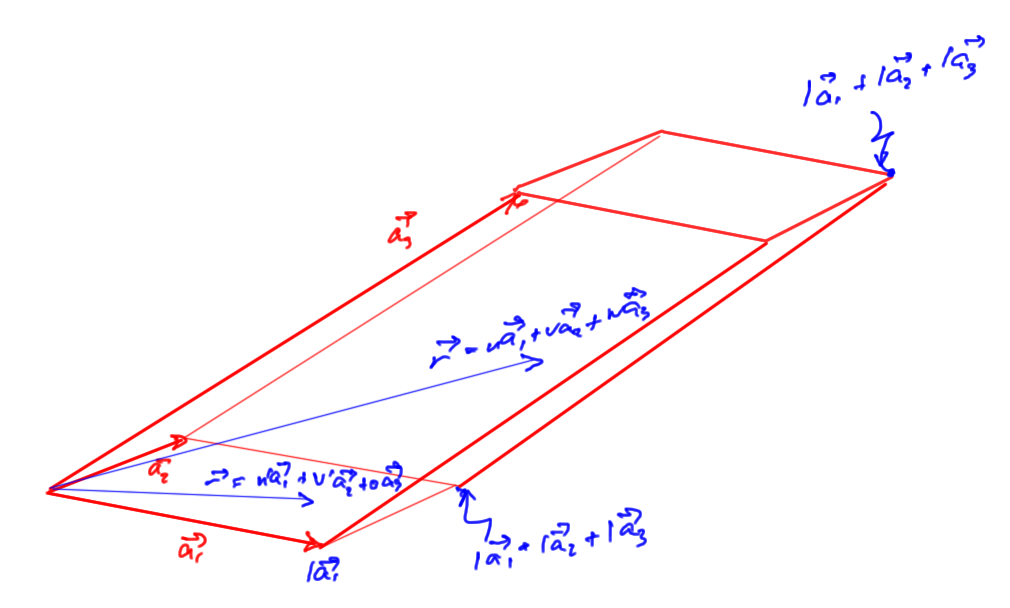 1a⃗₁ + 1a⃗₂ + 1a⃗₃
a⃗₃
r⃗ = ua⃗₁ + va⃗₂ + wa⃗₃
a⃗₂
r⃗ = u'a⃗₁ + v'a⃗₂ + 0a⃗₃
a⃗₁
1a⃗₁
1a⃗₁ + 1a⃗₂ + 1a⃗₃